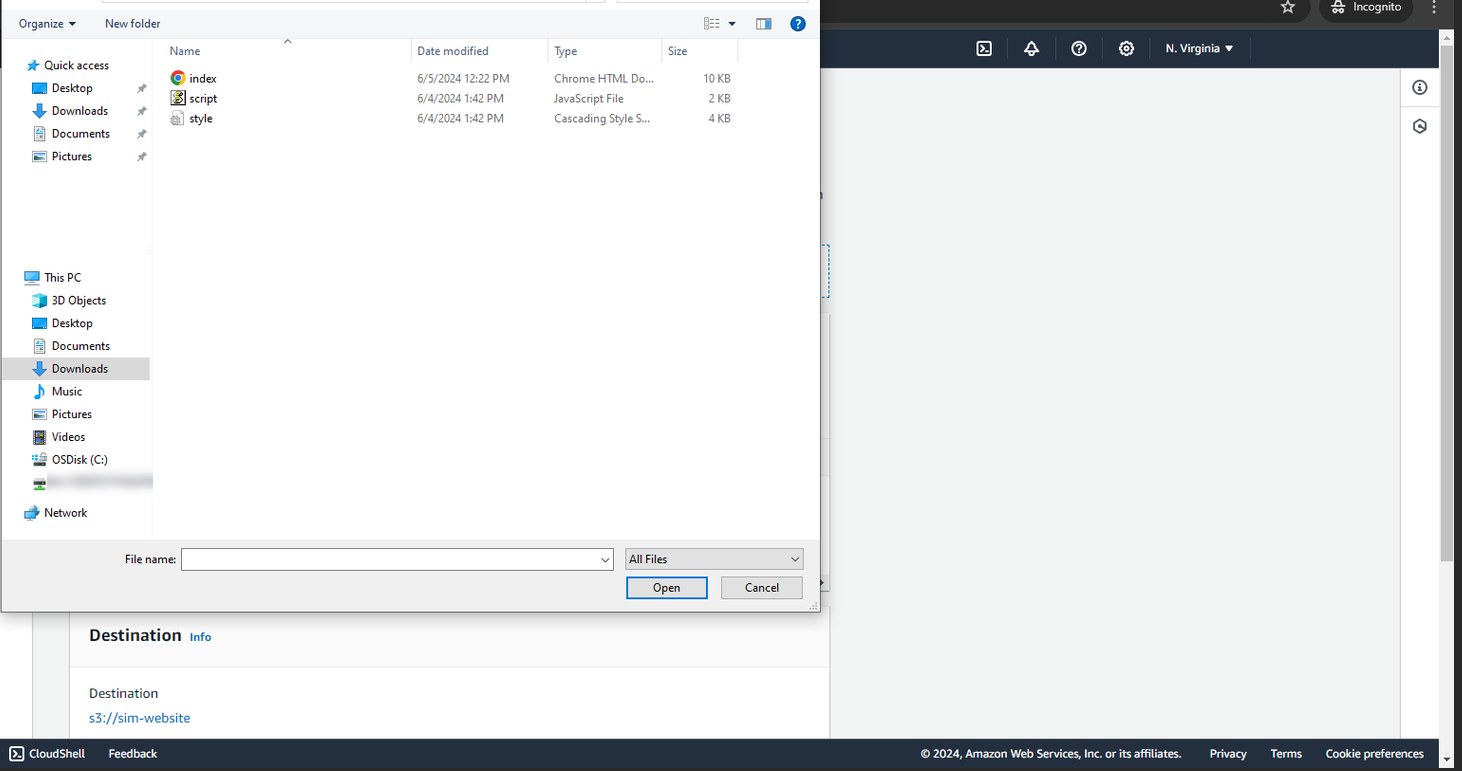 Organize New folder
Incognito
N. Virginia
Name Date modified Type Size
Quick access
index 6/5/2024 12:22 PM Chrome HTML Do... 10 KB
Desktop
script 6/4/2024 1:42 PM JavaScript File 2 KB
Downloads
style 6/4/2024 1:42 PM Cascading Style S... 4 KB
Documents
Pictures
This PC
3D Objects
Desktop
Documents
Downloads
Music
Pictures
Videos
OSDisk (C:)
Network
File name: All Files
Open Cancel
Destination Info
Destination
s3://sim-website
CloudShell Feedback © 2024, Amazon Web Services, Inc. or its affiliates. Privacy Terms Cookie preferences